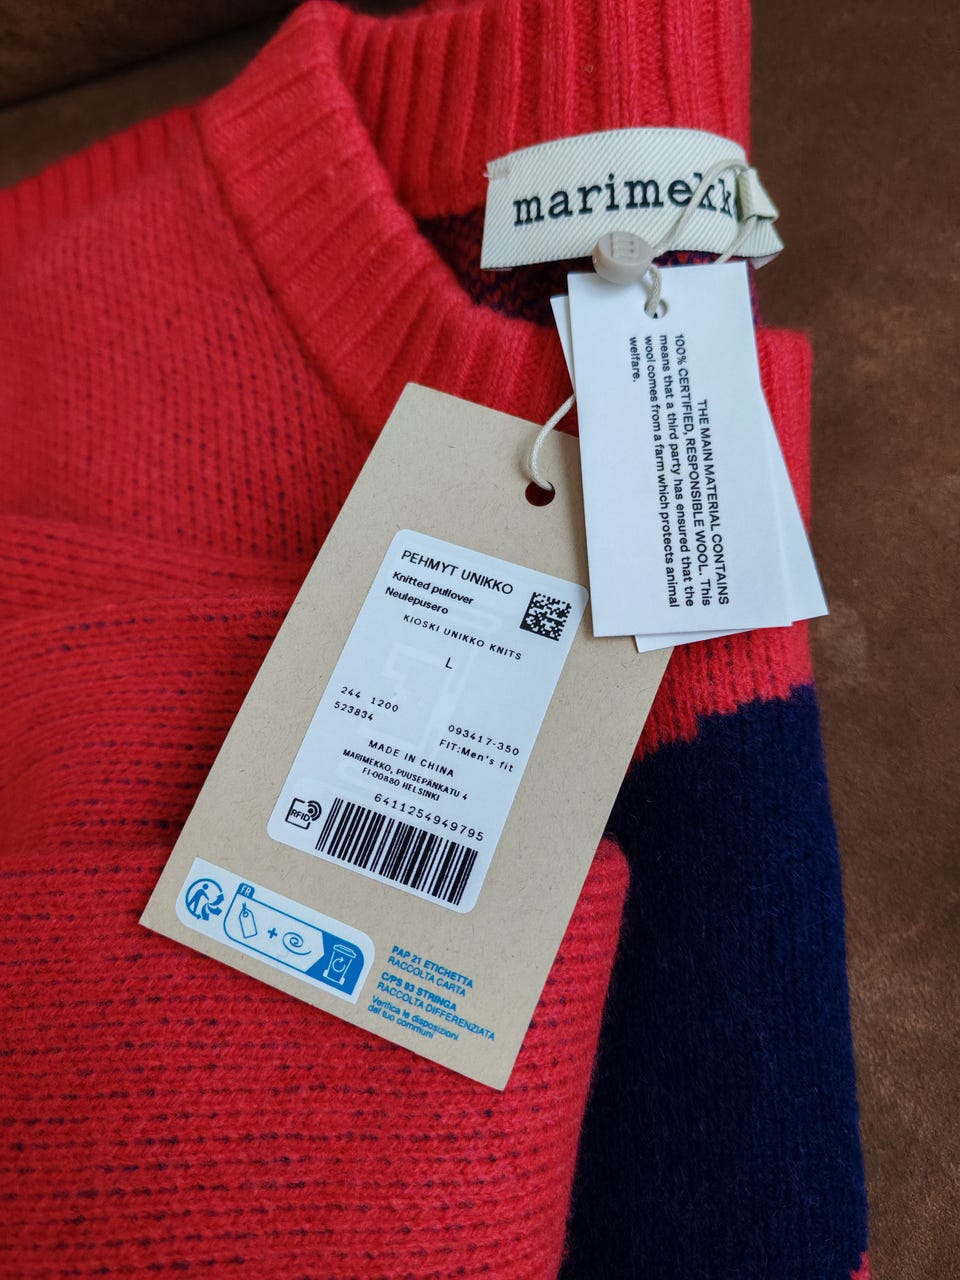 marimekk
THE MAIN MATERIAL CONTAINS
100% CERTIFIED, RESPONSIBLE WOOL. This
means that a third party has ensured that the
wool comes from a farm which protects animal
welfare.
PEHMYT UNIKKO
Knitted pullover
Neulepusero
KIOSKI UNIKKO KNITS
L
244 1200
523834
093417-350
FIT:Men's fit
MADE IN CHINA
MARIMEKKO, PUUSEPÄNKATU 4
FI-00880 HELSINKI
6411254949795
RFID
FR
PAP 21 ETICHETTA
RACCOLTA CARTA
C/PS 93 STRINGA
RACCOLTA DIFFERENZIATA
Verifica le disposizioni
del tuo comune